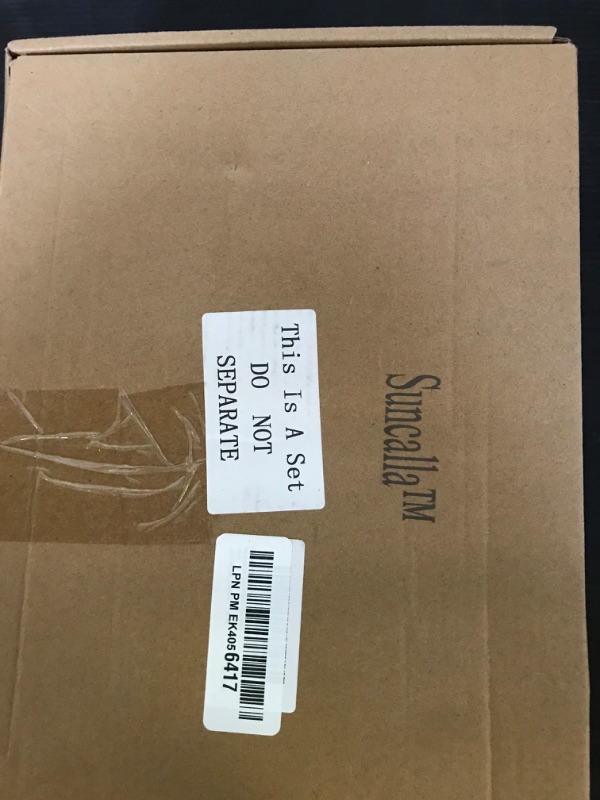 Suncalla™
This Is A Set
DO NOT
SEPARATE
LPN PM EK4056417